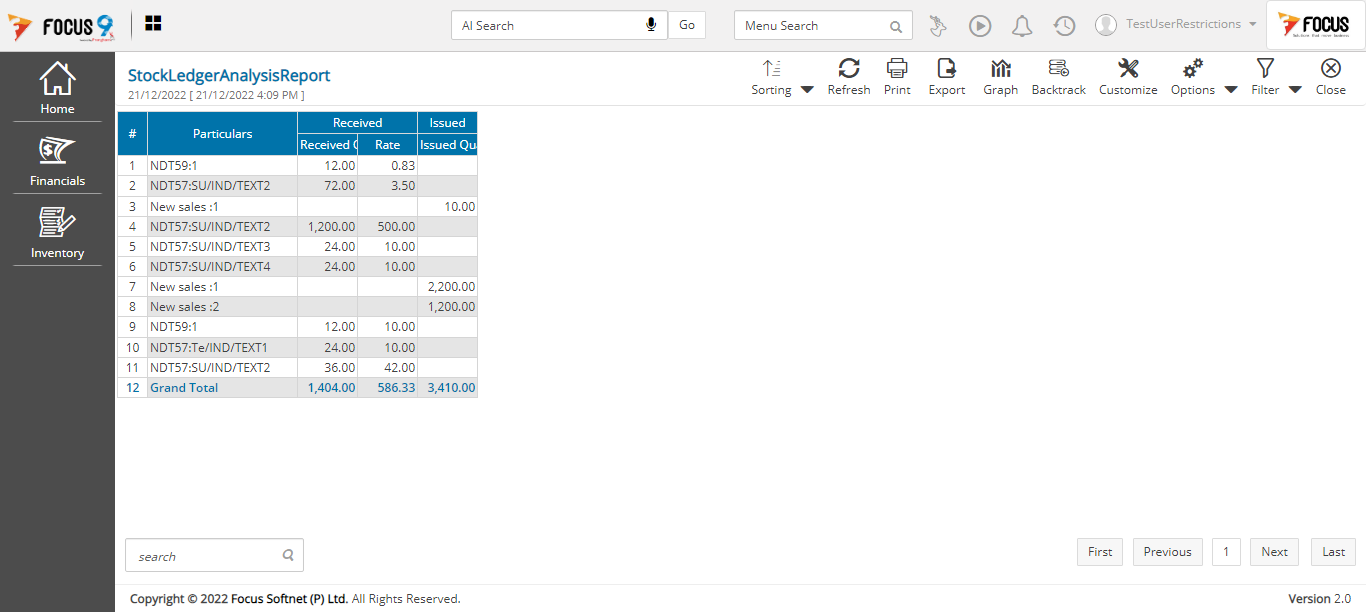 FOCUS 9
AI Search
Go
Menu Search
TestUserRestrictions
FOCUS
StockLedgerAnalysisReport
21/12/2022 [ 21/12/2022 4:09 PM ]
Sorting Refresh Print Export Graph Backtrack Customize Options Filter Close
Home
Financials
Inventory
# Particulars Received Issued
Received Q Rate Issued Qu
1 NDT59:1 12.00 0.83
2 NDT57:SU/IND/TEXT2 72.00 3.50
3 New sales :1 10.00
4 NDT57:SU/IND/TEXT2 1,200.00 500.00
5 NDT57:SU/IND/TEXT3 24.00 10.00
6 NDT57:SU/IND/TEXT4 24.00 10.00
7 New sales :1 2,200.00
8 New sales :2 1,200.00
9 NDT59:1 12.00 10.00
10 NDT57:Te/IND/TEXT1 24.00 10.00
11 NDT57:SU/IND/TEXT2 36.00 42.00
12 Grand Total 1,404.00 586.33 3,410.00
search
First Previous 1 Next Last
Copyright © 2022 Focus Softnet (P) Ltd. All Rights Reserved.
Version 2.0